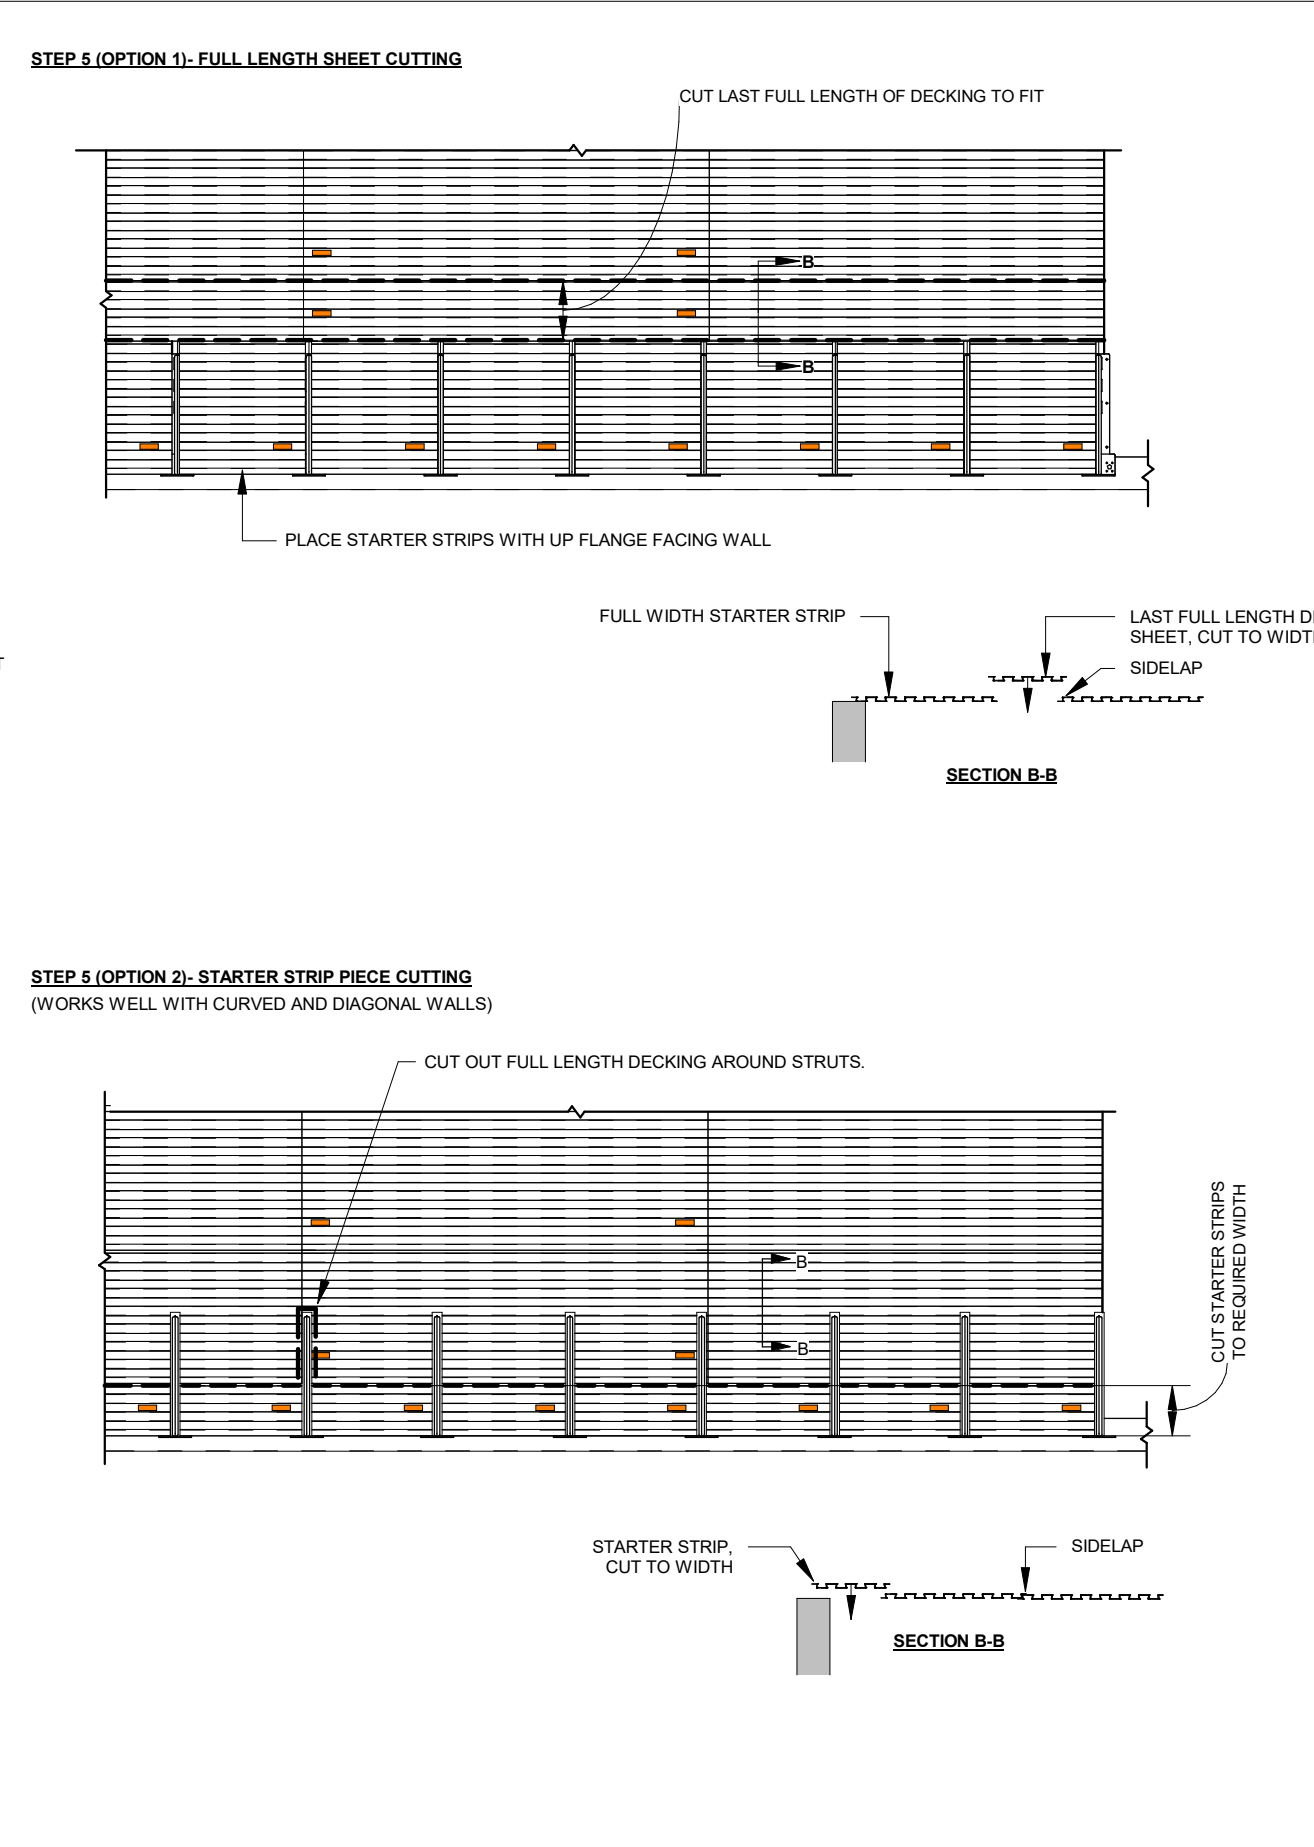 STEP 5 (OPTION 1)- FULL LENGTH SHEET CUTTING
CUT LAST FULL LENGTH OF DECKING TO FIT
B
B
PLACE STARTER STRIPS WITH UP FLANGE FACING WALL
FULL WIDTH STARTER STRIP
LAST FULL LENGTH
SHEET, CUT TO
SIDELAP
SECTION B-B
STEP 5 (OPTION 2)- STARTER STRIP PIECE CUTTING
(WORKS WELL WITH CURVED AND DIAGONAL WALLS)
CUT OUT FULL LENGTH DECKING AROUND STRUTS.
B
B
CUT STARTER STRIPS
TO REQUIRED WIDTH
STARTER STRIP,
CUT TO WIDTH
SIDELAP
SECTION B-B